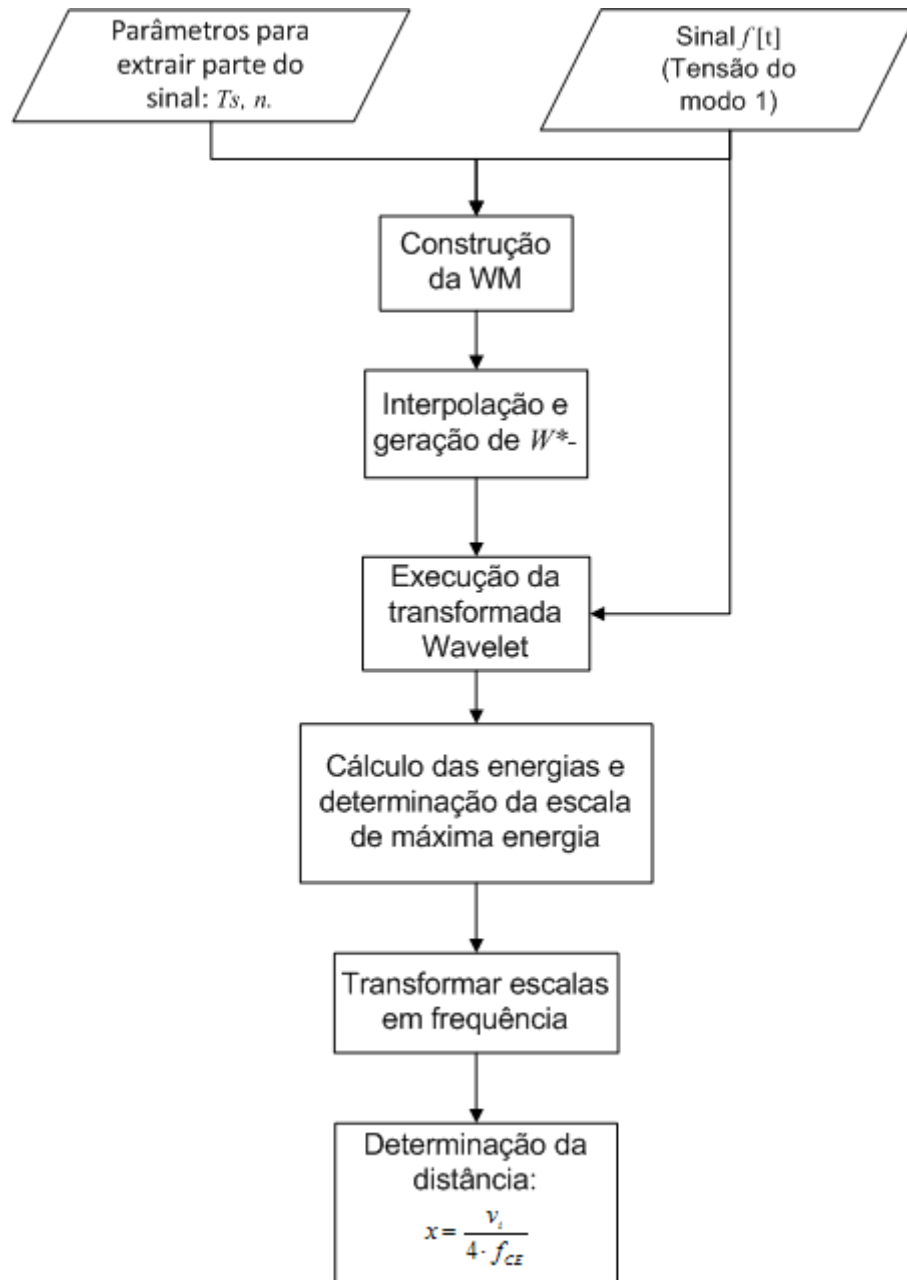 Parâmetros para
extrair parte do
sinal: Ts, n.
Sinal f [t]
(Tensão do
modo 1)
Construção
da WM
Interpolação e
geração de W*-
Execução da
transformada
Wavelet
Cálculo das energias e
determinação da escala
de máxima energia
Transformar escalas
em frequência
Determinação da
distância:
x = v_i / 4 · f_CE